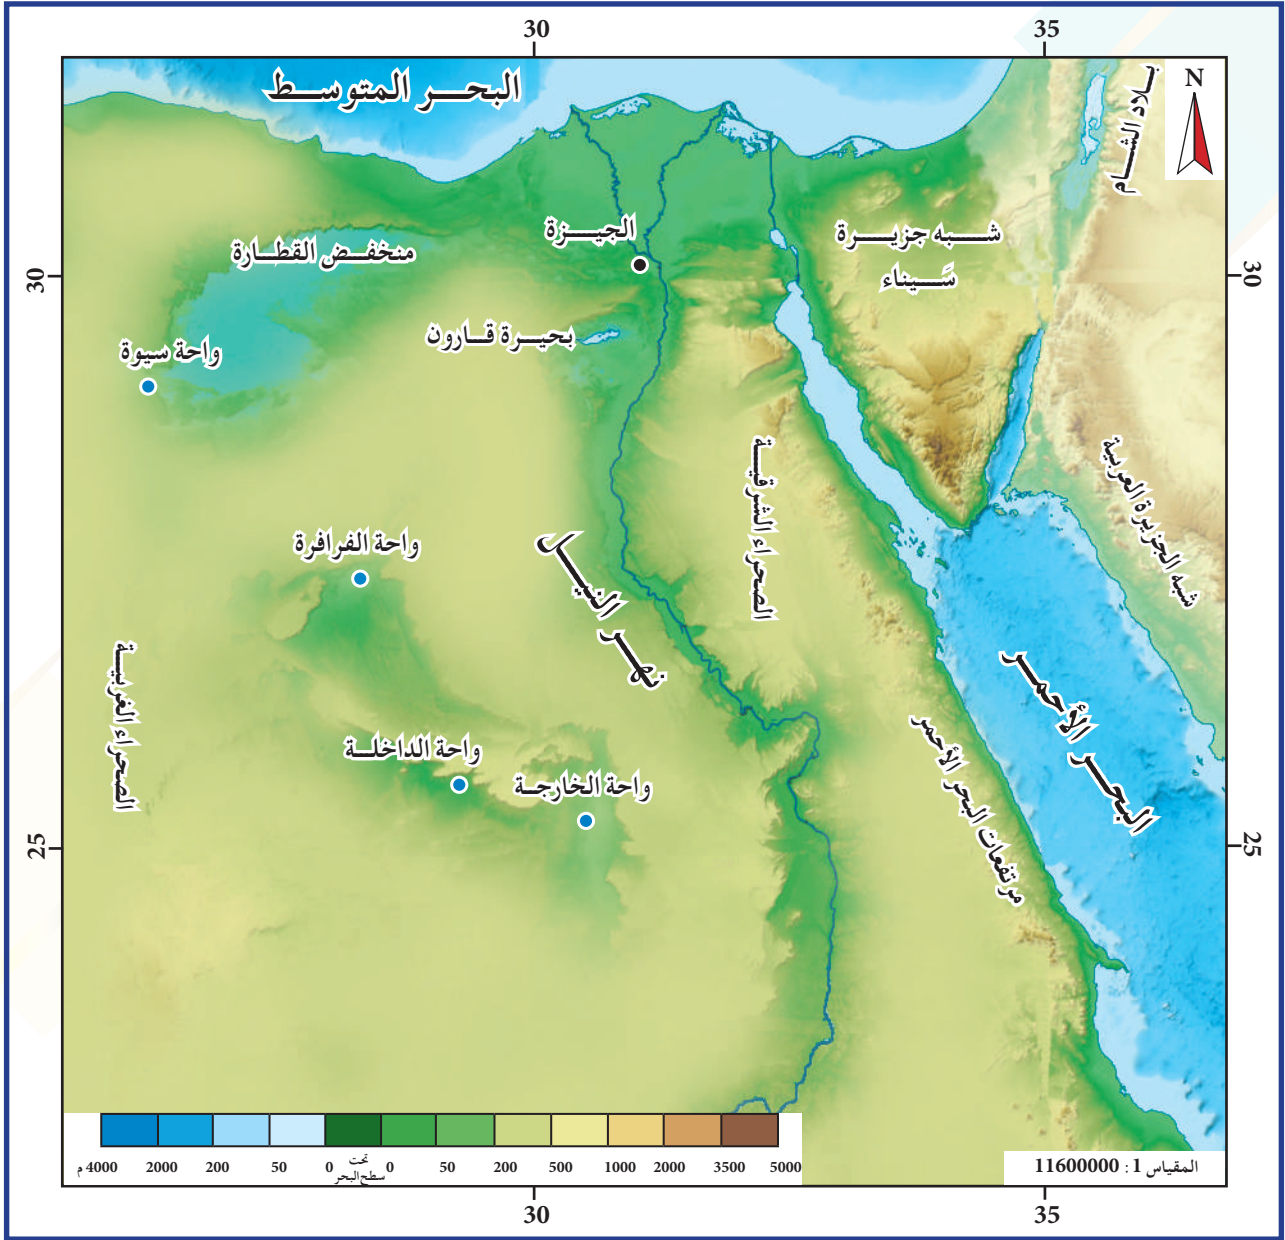 30
35
البحر المتوسط
بلاد الشام
N
شبه جزيرة
سَيناء
الجيزة
منخفض القطارة
30
30
بحيرة قارون
واحة سيوة
الصحراء الشرقية
شبه الجزيرة العربية
واحة الفرافرة
نهر النيل
الصحراء الغربية
البحر الأحمر
مرتفعات البحر الأحمر
واحة الداخلة
واحة الخارجة
25
25
4000م
2000
200
50
0
تحت
سطح البحر
0
50
200
500
1000
2000
3500
5000
المقياس 1 : 11600000
30
35